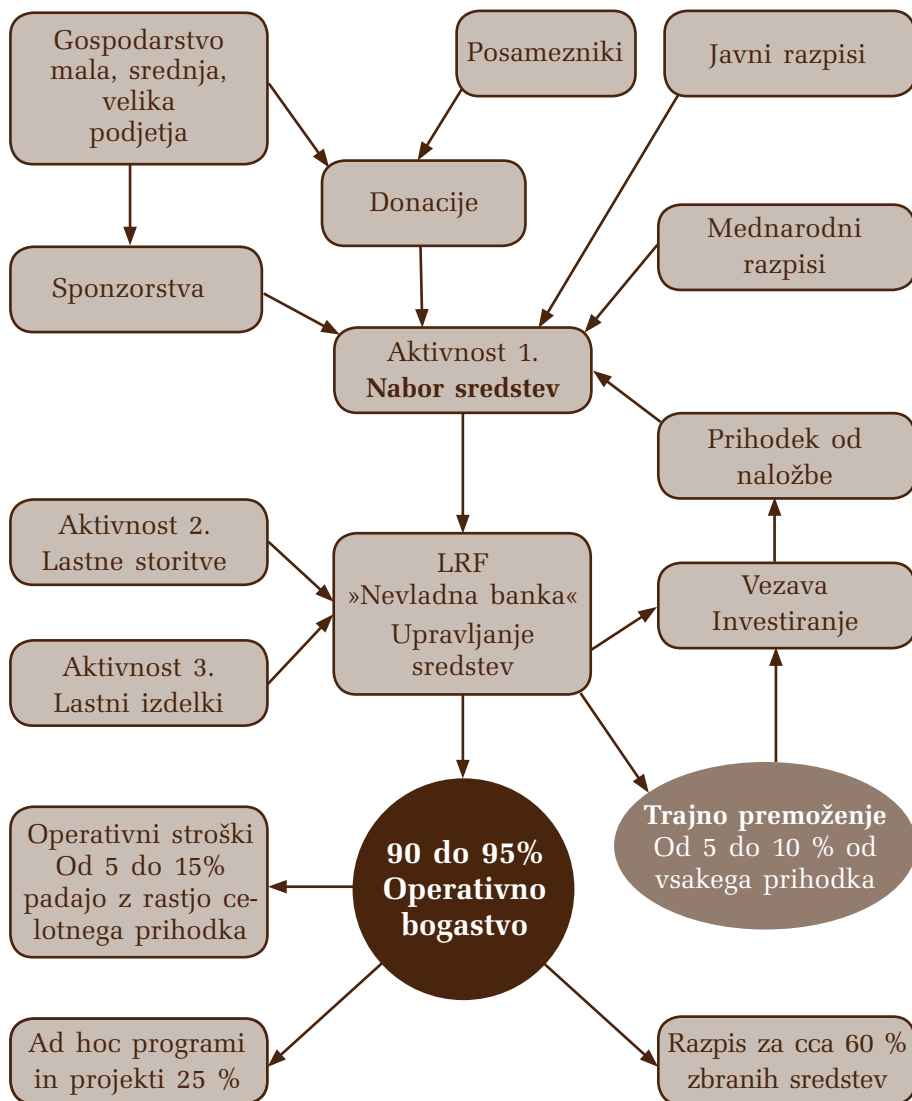 Gospodarstvo
mala, srednja,
velika
podjetja
Posamezniki
Javni razpisi
Donacije
Mednarodni
razpisi
Sponzorstva
Aktivnost 1.
Nabor sredstev
Prihodek od
naložbe
Aktivnost 2.
Lastne storitve
LRF
»Nevladna banka«
Upravljanje
sredstev
Vezava
Investiranje
Aktivnost 3.
Lastni izdelki
Trajno premoženje
Od 5 do 10 % od
vsakega prihodka
90 do 95%
Operativno
bogastvo
Operativni stroški
Od 5 do 15%
padajo z rastjo ce-
lotnega prihodka
Ad hoc programi
in projekti 25 %
Razpis za cca 60 %
zbranih sredstev